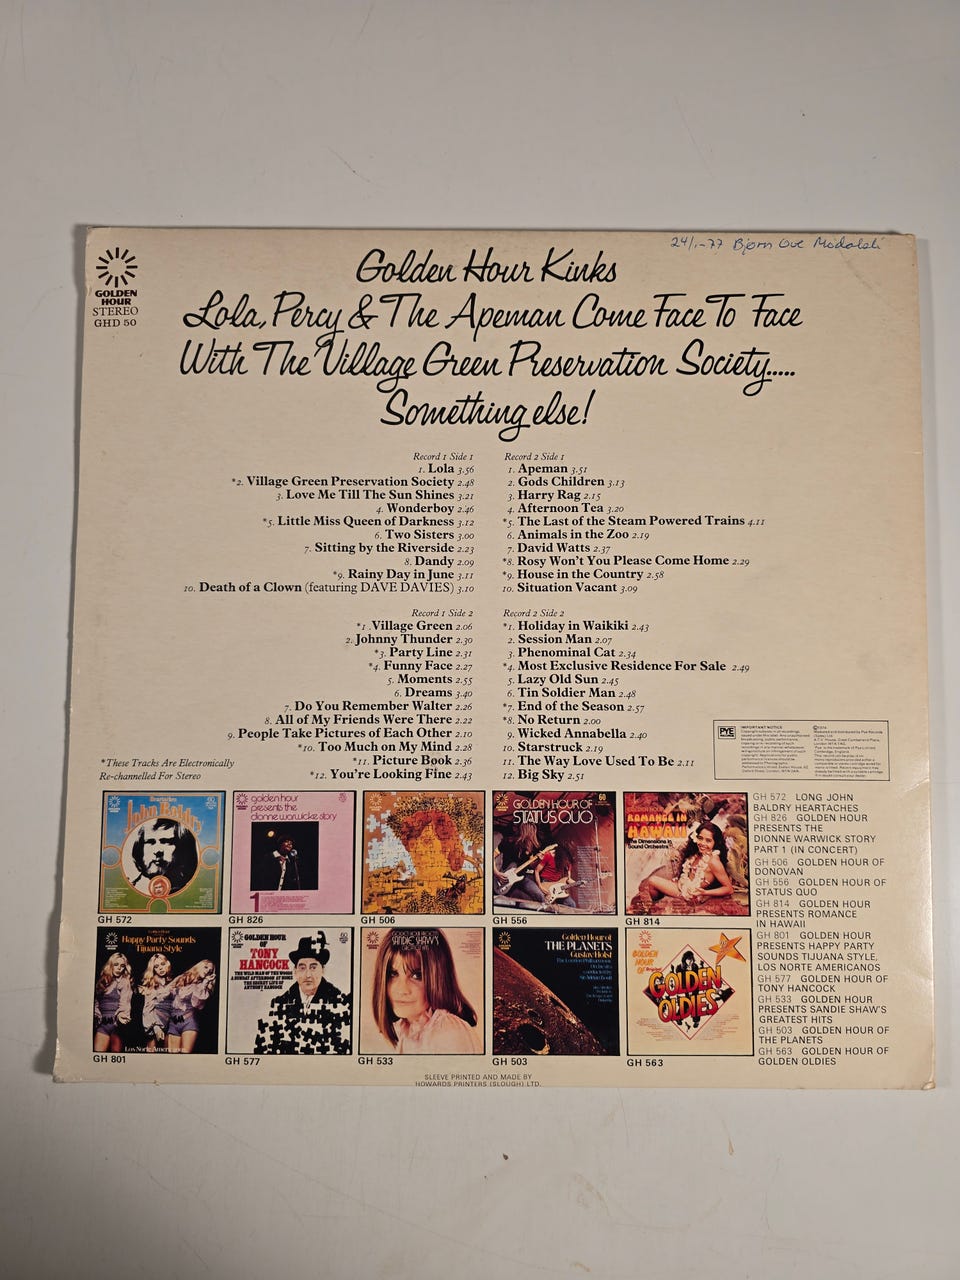 24/1-77 Bjørn Ove
GOLDEN
HOUR
STEREO
GHD 50
Golden Hour Kinks
Lola, Percy & The Apeman Come Face To Face
With The Village Green Preservation Society.....
Something else!
Record 1 Side 1
1. Lola 3.56
*2. Village Green Preservation Society 2.48
3. Love Me Till The Sun Shines 3.21
4. Wonderboy 2.46
*5. Little Miss Queen of Darkness 3.12
6. Two Sisters 3.00
7. Sitting by the Riverside 2.23
8. Dandy 2.09
*9. Rainy Day in June 3.11
10. Death of a Clown (featuring DAVE DAVIES) 3.10
Record 1 Side 2
*1. Village Green 2.06
2. Johnny Thunder 2.30
*3. Party Line 2.31
*4. Funny Face 2.27
5. Moments 2.55
6. Dreams 3.40
7. Do You Remember Walter 2.26
8. All of My Friends Were There 2.22
9. People Take Pictures of Each Other 2.10
*10. Too Much on My Mind 2.28
*11. Picture Book 2.36
*12. You're Looking Fine 2.43
*These Tracks Are Electronically
Re-channelled For Stereo
Record 2 Side 1
1. Apeman 3.51
2. Gods Children 3.13
3. Harry Rag 2.15
4. Afternoon Tea 3.20
*5. The Last of the Steam Powered Trains 4.11
6. Animals in the Zoo 2.19
7. David Watts 2.37
*8. Rosy Won't You Please Come Home 2.29
*9. House in the Country 2.58
10. Situation Vacant 3.09
Record 2 Side 2
*1. Holiday in Waikiki 2.43
2. Session Man 2.07
3. Phenominal Cat 2.34
*4. Most Exclusive Residence For Sale 2.49
5. Lazy Old Sun 2.45
6. Tin Soldier Man 2.48
*7. End of the Season 2.57
*8. No Return 2.00
9. Wicked Annabella 2.40
10. Starstruck 2.19
11. The Way Love Used To Be 2.11
12. Big Sky 2.51
PYE
IMPORTANT NOTICE
John Baldry
GH 572
golden hour
presents the
dionne warwicke story
1
GH 826
GH 506
GOLDEN HOUR OF
STATUS QUO
GH 556
ROMANCE IN
HAWAII
GH 814
Happy Party Sounds
Tijuana Style
Los Norte Americanos
GH 801
GOLDEN HOUR
OF
TONY
HANCOCK
GH 577
SANDIE SHAW'S
GH 533
Golden Hour of
THE PLANETS
Gustav Holst
GH 503
GOLDEN
HOUR
OF
GOLDEN
OLDIES
GH 563
GH 572 LONG JOHN
BALDRY HEARTACHES
GH 826 GOLDEN HOUR
PRESENTS THE
DIONNE WARWICK STORY
PART 1 (IN CONCERT)
GH 506 GOLDEN HOUR OF
DONOVAN
GH 556 GOLDEN HOUR OF
STATUS QUO
GH 814 GOLDEN HOUR
PRESENTS ROMANCE
IN HAWAII
GH 801 GOLDEN HOUR
PRESENTS HAPPY PARTY
SOUNDS TIJUANA STYLE,
LOS NORTE AMERICANOS
GH 577 GOLDEN HOUR OF
TONY HANCOCK
GH 533 GOLDEN HOUR
PRESENTS SANDIE SHAW'S
GREATEST HITS
GH 503 GOLDEN HOUR OF
THE PLANETS
GH 563 GOLDEN HOUR OF
GOLDEN OLDIES
SLEEVE PRINTED AND MADE BY
HOWARDS PRINTERS (SLOUGH) LTD.